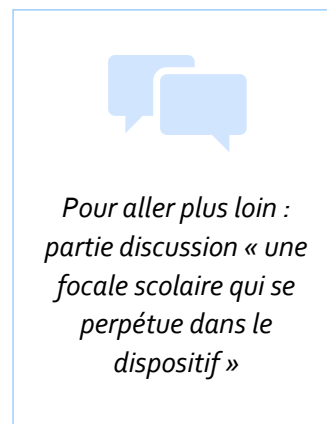 Pour aller plus loin :
partie discussion « une
focale scolaire qui se
perpétue dans le
dispositif »